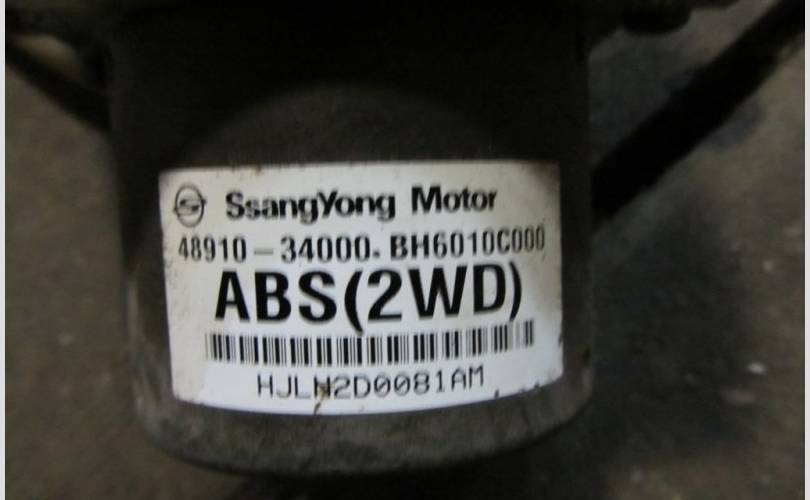 SsangYong Motor
48910-34000. BH6010C000
ABS(2WD)
HJLN2D0081AM